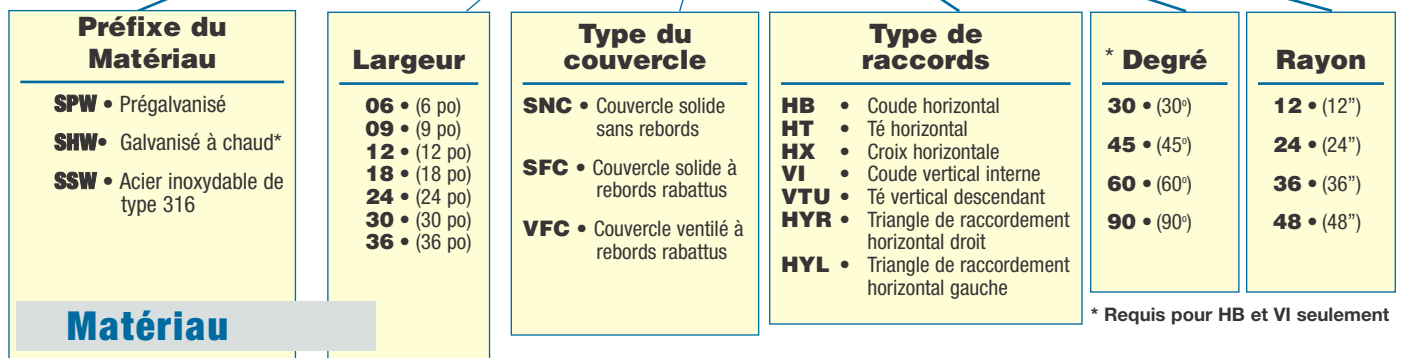 Préfixe du
Matériau
SPW • Prégalvanisé
SHW• Galvanisé à chaud*
SSW • Acier inoxydable de
type 316
Matériau
Largeur
06 • (6 po)
09 • (9 po)
12 • (12 po)
18 • (18 po)
24 • (24 po)
30 • (30 po)
36 • (36 po)
Type du
couvercle
SNC • Couvercle solide
sans rebords
SFC • Couvercle solide à
rebords rabattus
VFC • Couvercle ventilé à
rebords rabattus
Type de
raccords
HB • Coude horizontal
HT • Té horizontal
HX • Croix horizontale
VI • Coude vertical interne
VTU • Té vertical descendant
HYR • Triangle de raccordement
horizontal droit
HYL • Triangle de raccordement
horizontal gauche
* Degré
30 • (30º)
45 • (45º)
60 • (60º)
90 • (90º)
Rayon
12 • (12”)
24 • (24”)
36 • (36”)
48 • (48”)
* Requis pour HB et VI seulement